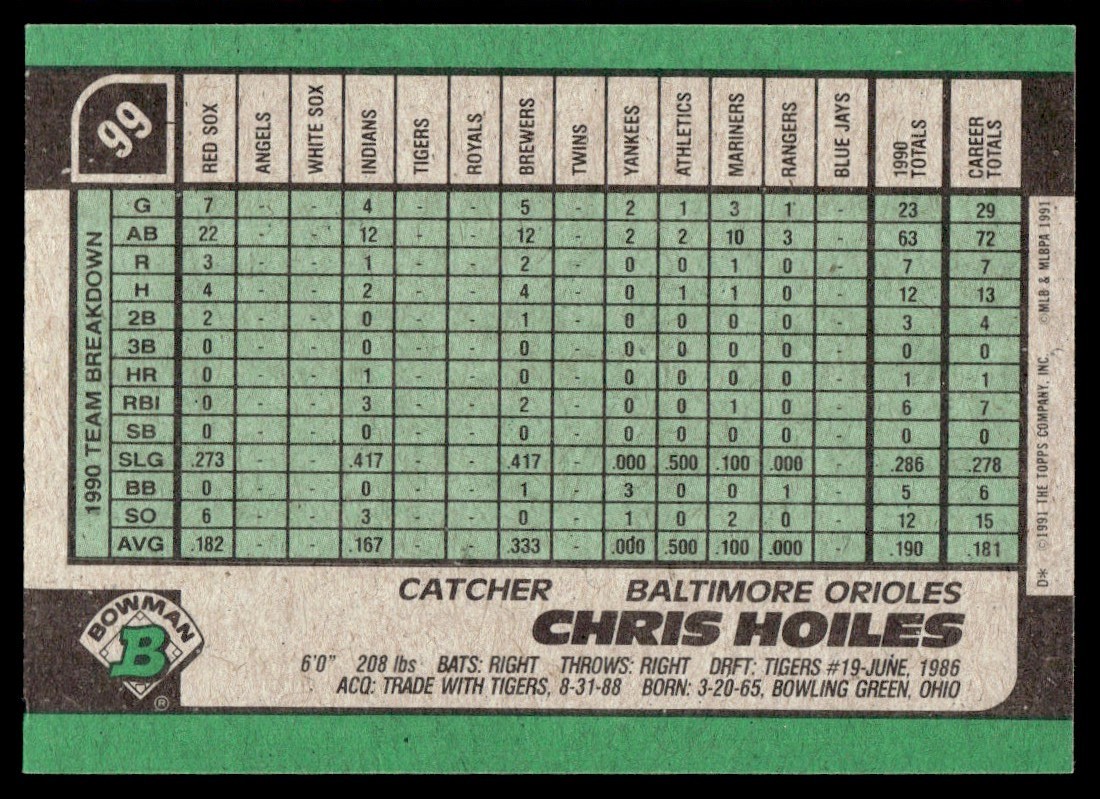 99
RED SOX ANGELS WHITE SOX INDIANS TIGERS ROYALS BREWERS TWINS YANKEES ATHLETICS MARINERS RANGERS BLUE JAYS 1990 TOTALS CAREER TOTALS
1990 TEAM BREAKDOWN
G 7 - - 4 - - 5 - 2 1 3 1 - 23 29
AB 22 - - 12 - - 12 - 2 2 10 3 - 63 72
R 3 - - 1 - - 2 - 0 0 1 0 - 7 7
H 4 - - 2 - - 4 - 0 1 1 0 - 12 13
2B 2 - - 0 - - 1 - 0 0 0 0 - 3 4
3B 0 - - 0 - - 0 - 0 0 0 0 - 0 0
HR 0 - - 1 - - 0 - 0 0 0 0 - 1 1
RBI 0 - - 3 - - 2 - 0 0 1 0 - 6 7
SB 0 - - 0 - - 0 - 0 0 0 0 - 0 0
SLG .273 - - .417 - - .417 - .000 .500 .100 .000 - .286 .278
BB 0 - - 0 - - 1 - 3 0 0 1 - 5 6
SO 6 - - 3 - - 0 - 1 0 2 0 - 12 15
AVG .182 - - .167 - - .333 - .000 .500 .100 .000 - .190 .181
D* ©1991 THE TOPPS COMPANY, INC. ©MLB & MLBPA 1991
CATCHER BALTIMORE ORIOLES
CHRIS HOILES
6'0" 208 lbs BATS: RIGHT THROWS: RIGHT DRFT: TIGERS #19-JUNE, 1986
ACQ: TRADE WITH TIGERS, 8-31-88 BORN: 3-20-65, BOWLING GREEN, OHIO
BOWMAN
B
®